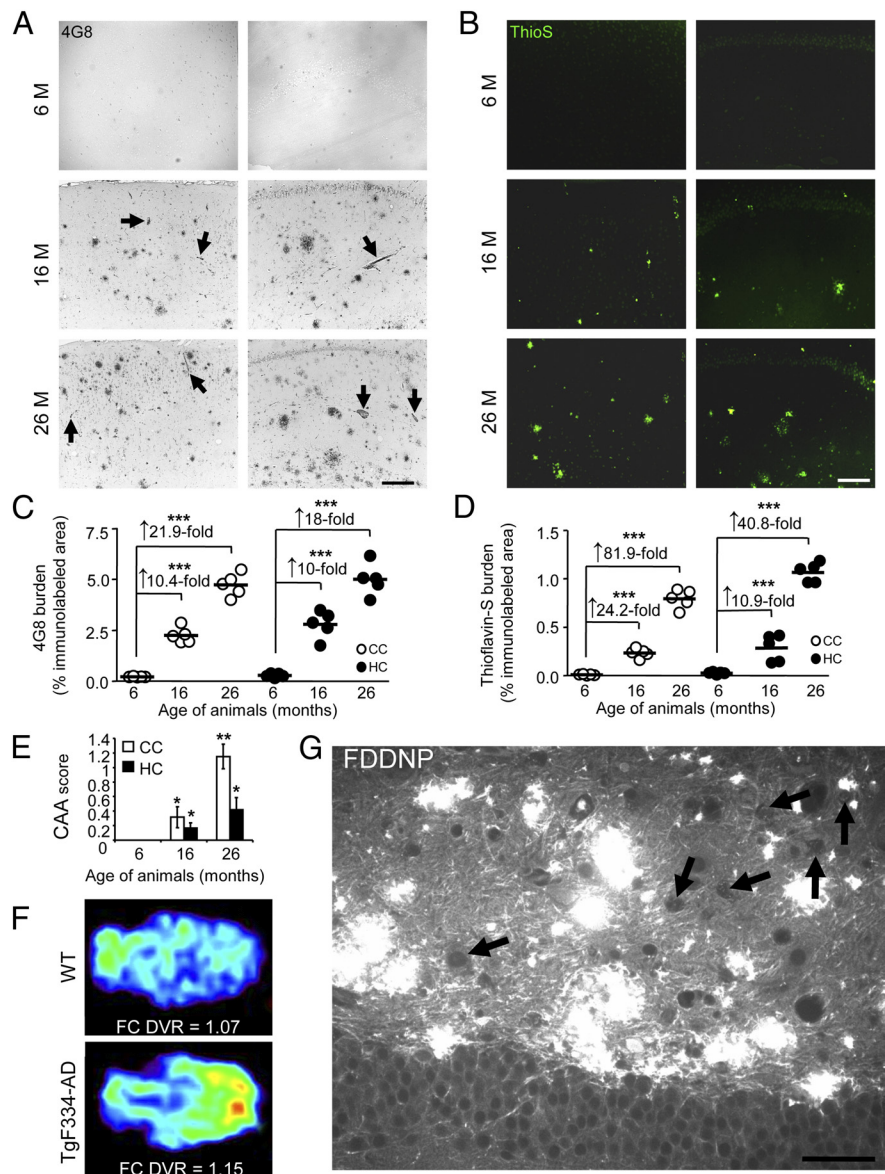 A
4G8
6 M
16 M
26 M
B
ThioS
6 M
16 M
26 M
C
4G8 burden
(% immunolabeled area)
7.5
5.0
2.5
0.0
***
↑21.9-fold
***
↑10.4-fold
***
↑18-fold
***
↑10-fold
CC
HC
6 16 26 6 16 26
Age of animals (months)
D
Thioflavin-S burden
(% immunolabeled area)
1.5
1.0
0.5
0.0
***
↑81.9-fold
***
↑24.2-fold
***
↑40.8-fold
***
↑10.9-fold
CC
HC
6 16 26 6 16 26
Age of animals (months)
E
CAA score
1.4
1.2
1
0.8
0.6
0.4
0.2
0
CC
HC
* *
** *
6 16 26
Age of animals (months)
F
WT
FC DVR = 1.07
TgF334-AD
FC DVR = 1.15
G
FDDNP